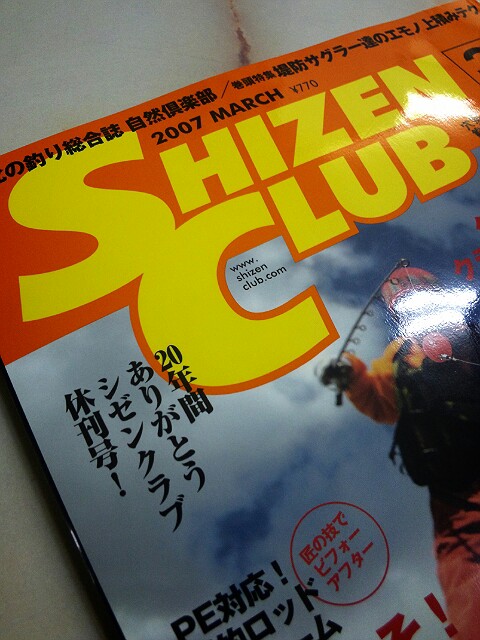 の釣り総合誌 自然倶楽部/巻頭特集 堤防サグラー達のエモノ上積みテク
2007 MARCH ¥770
SHIZEN
CLUB
www.
shizen
club.com
20年間
ありがとう
シゼンクラブ
休刊号!
匠の技で
ビフォー
アフター
PE対応!
ロッド